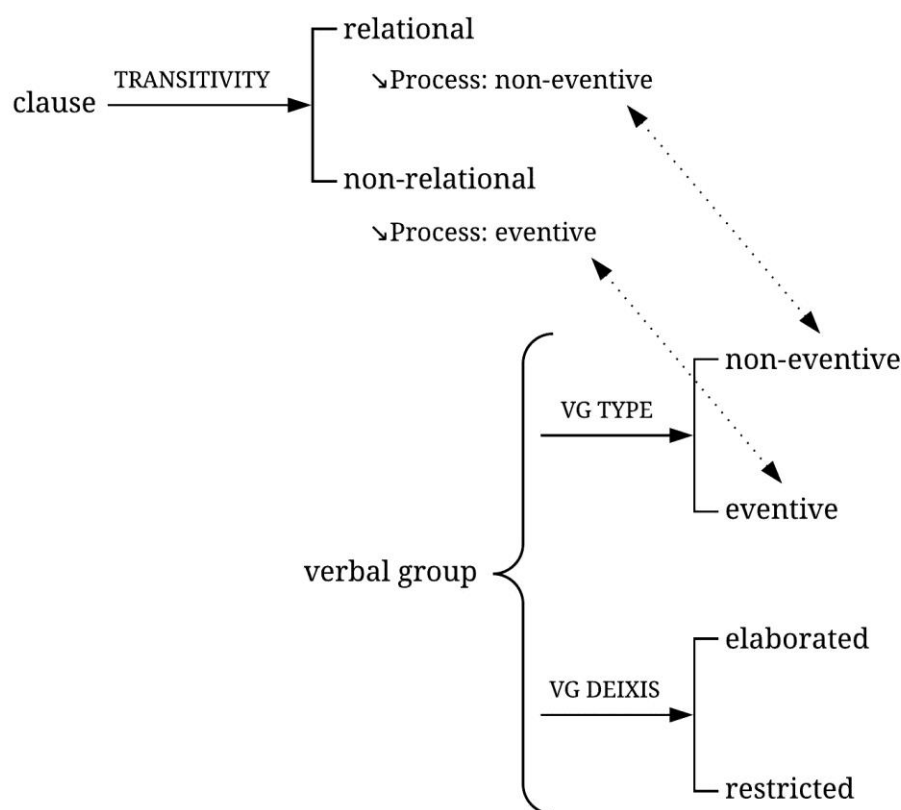 relational
TRANSITIVITY
↘Process: non-eventive
clause
non-relational
↘Process: eventive
non-eventive
VG TYPE
eventive
verbal group
elaborated
VG DEIXIS
restricted